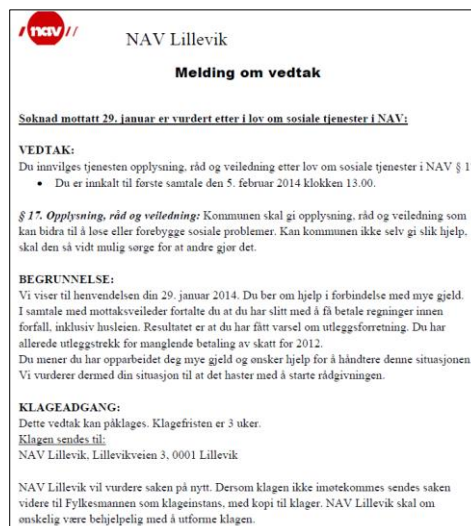 nav
NAV Lillevik
Melding om vedtak
Søknad mottatt 29. januar er vurdert etter i lov om sosiale tjenester i NAV:
VEDTAK:
Du innvilges tjenesten opplysning, råd og veiledning etter lov om sosiale tjenester i NAV § 1
• Du er innkalt til første samtale den 5. februar 2014 klokken 13.00.
§ 17. Opplysning, råd og veiledning: Kommunen skal gi opplysning, råd og veiledning som
kan bidra til å løse eller forebygge sosiale problemer. Kan kommunen ikke selv gi slik hjelp,
skal den så vidt mulig sørge for at andre gjør det.
BEGRUNNELSE:
Vi viser til henvendelsen din 29. januar 2014. Du ber om hjelp i forbindelse med mye gjeld.
I samtale med mottaksveileder fortalte du at du har slitt med å få betale regninger innen
forfall, inklusiv husleien. Resultatet er at du har fått varsel om utleggsforretning. Du har
allerede utleggstrekk for manglende betaling av skatt for 2012.
Du mener du har opparbeidet deg mye gjeld og ønsker hjelp for å håndtere denne situasjonen
Vi vurderer dermed din situasjon til at det haster med å starte rådgivningen.
KLAGEADGANG:
Dette vedtak kan påklages. Klagefristen er 3 uker.
Klagen sendes til:
NAV Lillevik, Lillevikveien 3, 0001 Lillevik
NAV Lillevik vil vurdere saken på nytt. Dersom klagen ikke imøtekommes sendes saken
videre til Fylkesmannen som klageinstans, med kopi til klager. NAV Lillevik skal om
ønskelig være behjelpelig med å utforme klagen.